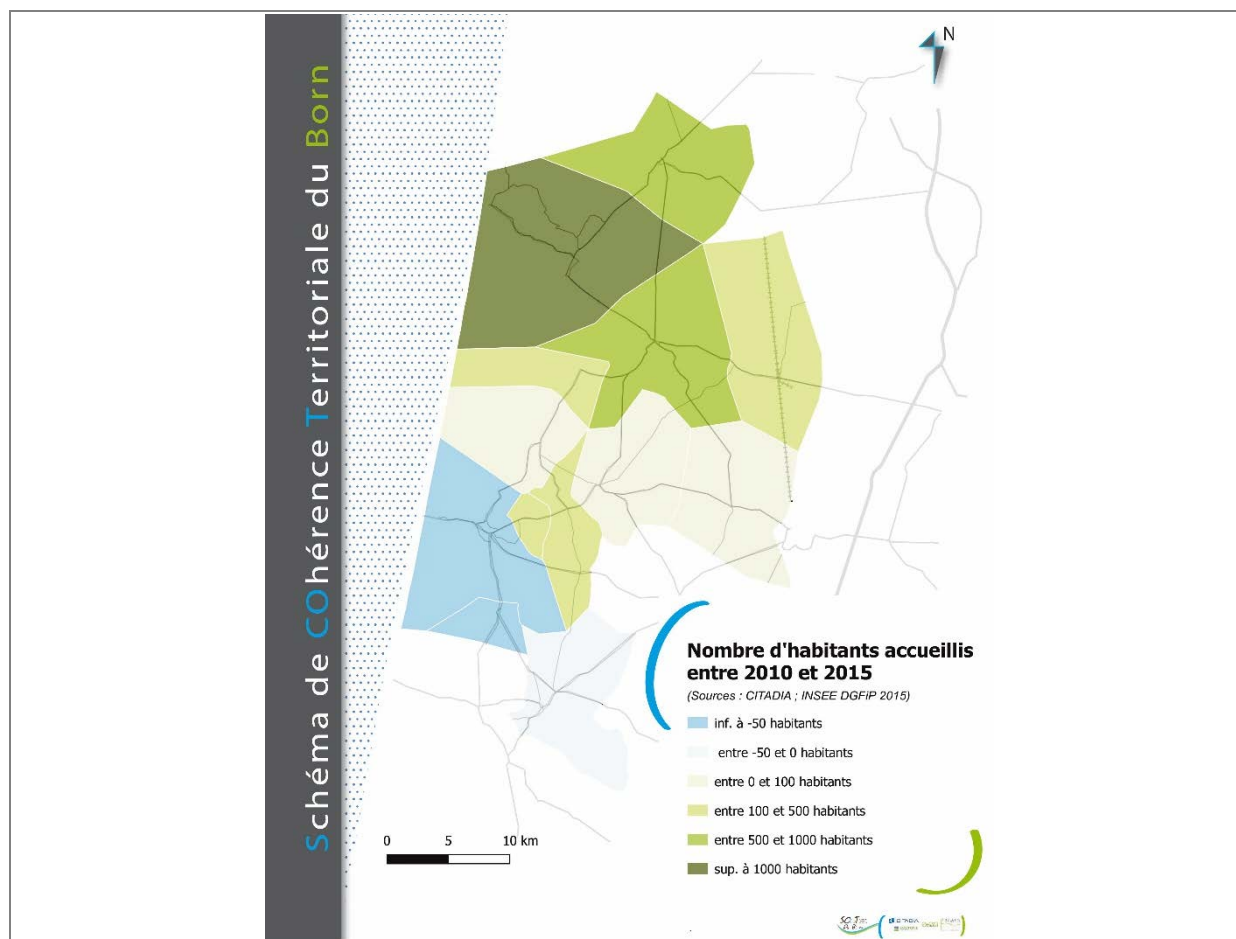 Schéma de COhérence Territoriale du Born
N
Nombre d'habitants accueillis
entre 2010 et 2015
(Sources : CITADIA ; INSEE DGFIP 2015)
inf. à -50 habitants
entre -50 et 0 habitants
entre 0 et 100 habitants
entre 100 et 500 habitants
entre 500 et 1000 habitants
sup. à 1000 habitants
0 5 10 km